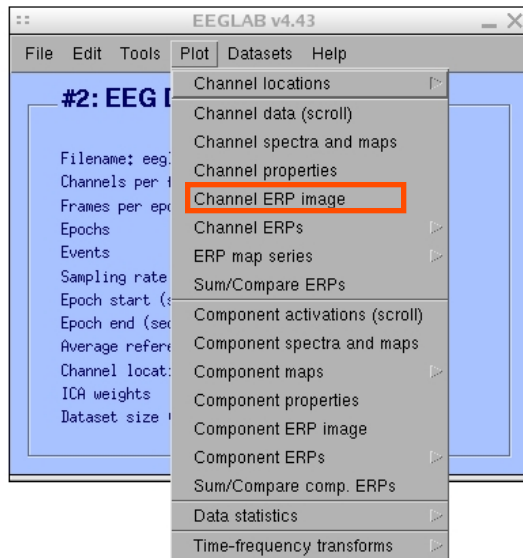 EEGLAB v4.43
File Edit Tools Plot Datasets Help
#2: EEG
Filename: eegl
Channels per
Frames per epo
Epochs
Events
Sampling rate
Epoch start (s
Epoch end (sec
Average refere
Channel locat
ICA weights
Dataset size
Channel locations
Channel data (scroll)
Channel spectra and maps
Channel properties
Channel ERP image
Channel ERPs
ERP map series
Sum/Compare ERPs
Component activations (scroll)
Component spectra and maps
Component maps
Component properties
Component ERP image
Component ERPs
Sum/Compare comp. ERPs
Data statistics
Time-frequency transforms